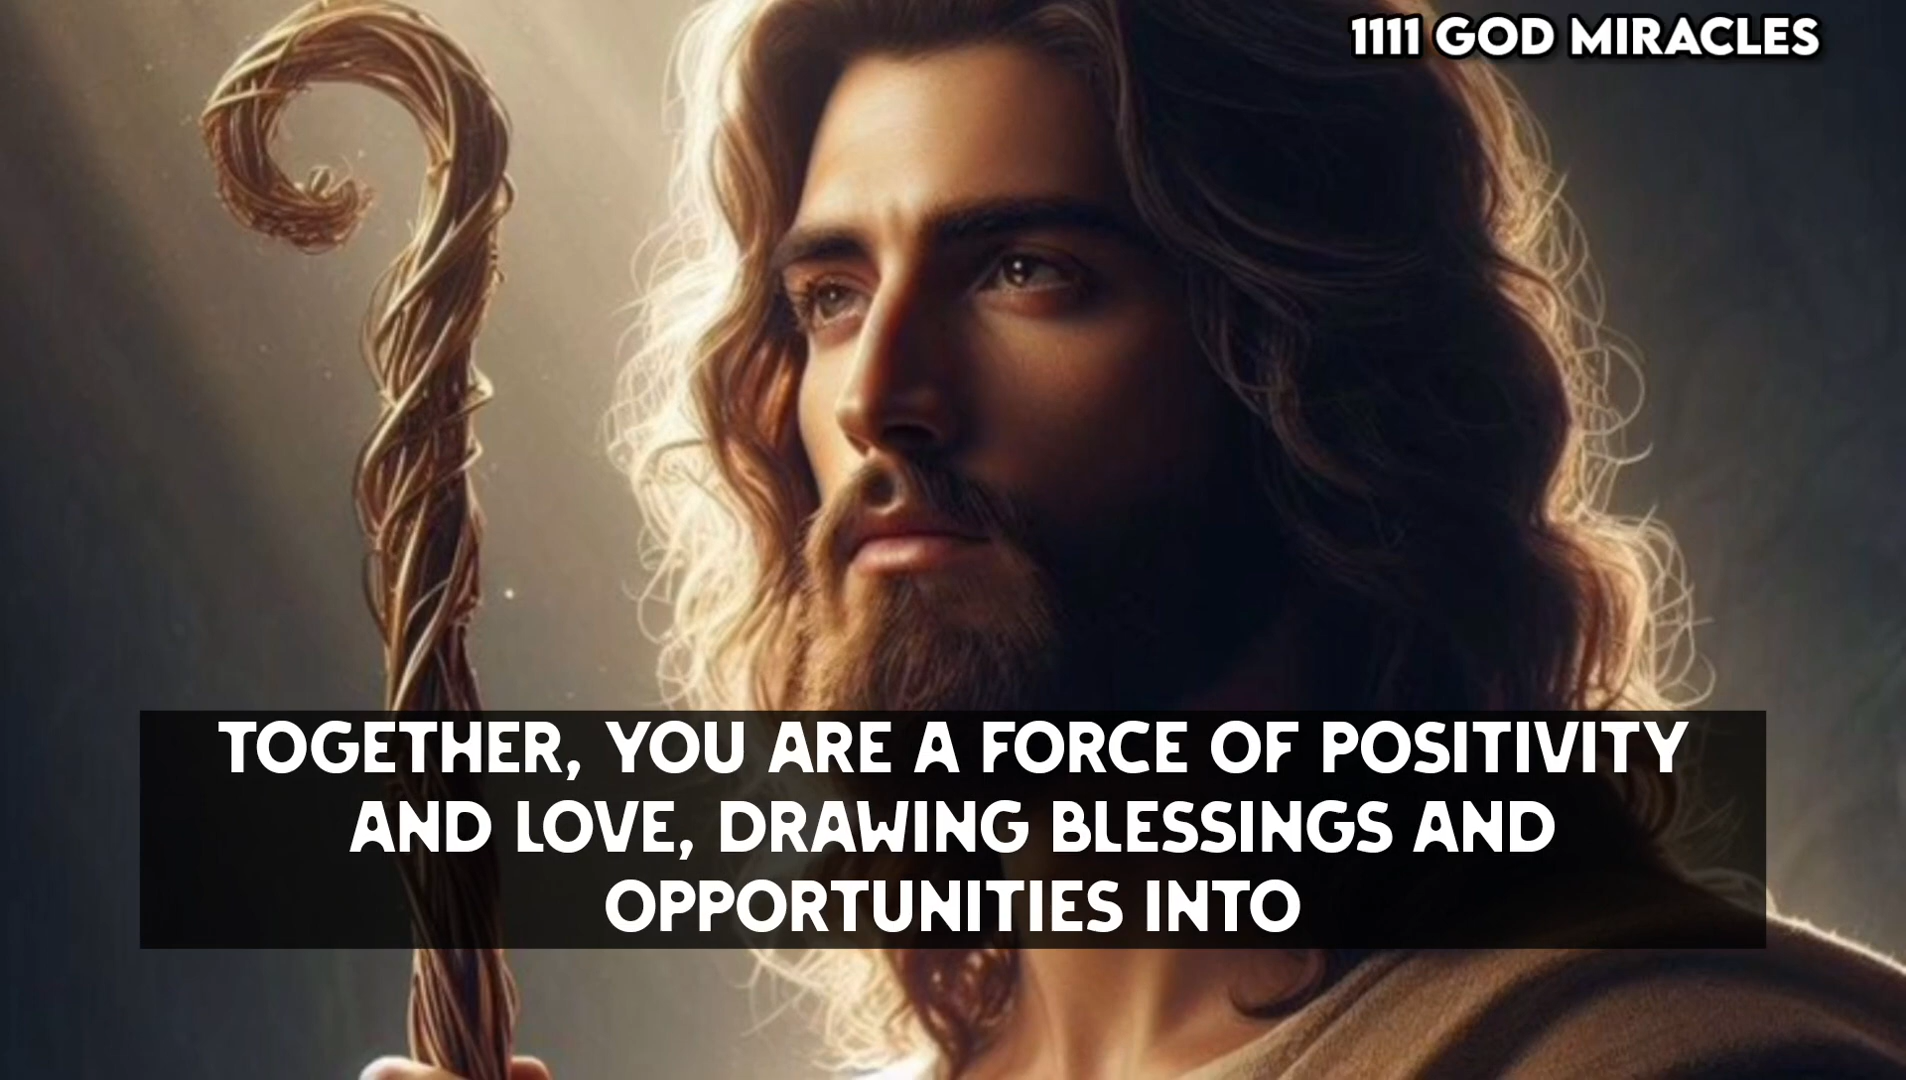 1111 GOD MIRACLES
TOGETHER, YOU ARE A FORCE OF POSITIVITY
AND LOVE, DRAWING BLESSINGS AND
OPPORTUNITIES INTO